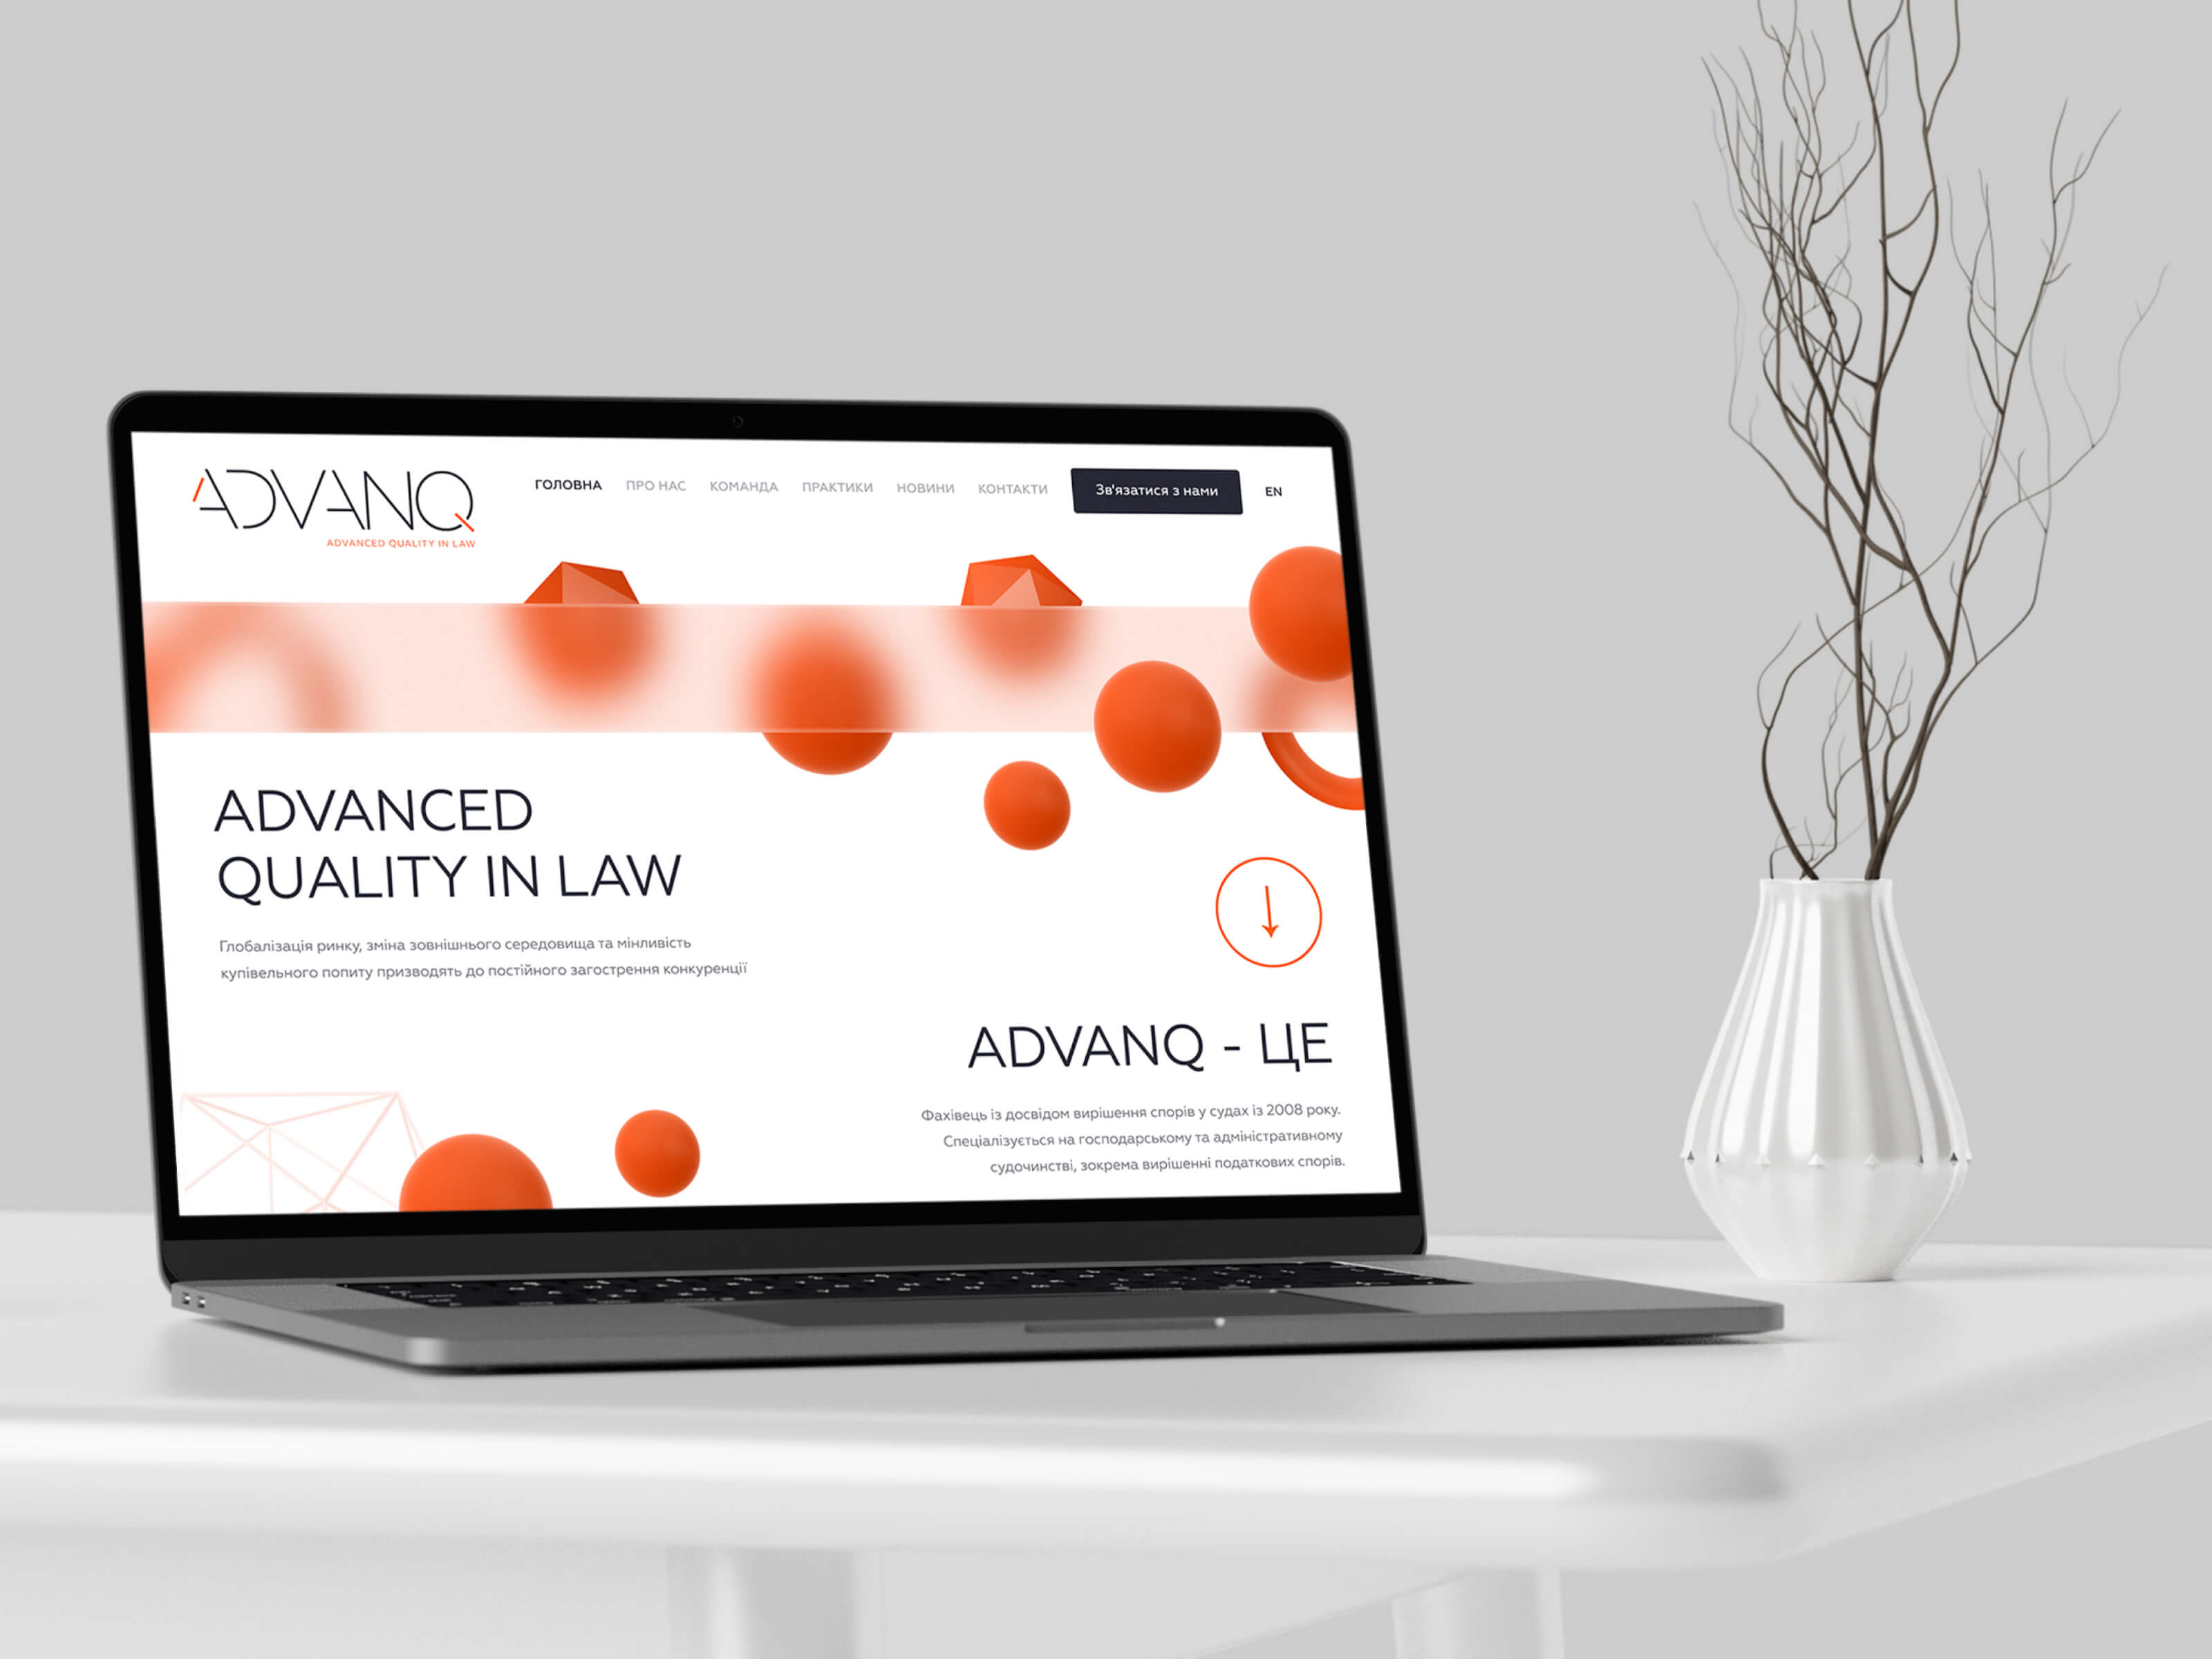 ADVANQ
ADVANCED QUALITY IN LAW
ГОЛОВНА ПРО НАС КОМАНДА ПРАКТИКИ НОВИНИ КОНТАКТИ Зв'язатися з нами EN
ADVANCED
QUALITY IN LAW
Глобалізація ринку, зміна зовнішнього середовища та мінливість
купівельного попиту призводять до постійного загострення конкуренції
ADVANQ - ЦЕ
Фахівець із досвідом вирішення спорів у судах із 2008 року.
Спеціалізується на господарському та адміністративному
судочинстві, зокрема вирішенні податкових спорів.